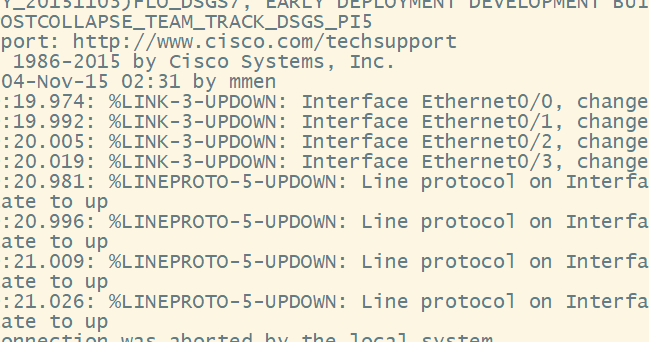 Y_20151103)FLO_DSGS7, EARLY DEPLOYMENT DEVELOPMENT BUI
OSTCOLLAPSE_TEAM_TRACK_DSGS_PI5
port: http://www.cisco.com/techsupport
1986-2015 by Cisco Systems, Inc.
04-Nov-15 02:31 by mmen
:19.974: %LINK-3-UPDOWN: Interface Ethernet0/0, change
:19.992: %LINK-3-UPDOWN: Interface Ethernet0/1, change
:20.005: %LINK-3-UPDOWN: Interface Ethernet0/2, change
:20.019: %LINK-3-UPDOWN: Interface Ethernet0/3, change
:20.981: %LINEPROTO-5-UPDOWN: Line protocol on Interfa
ate to up
:20.996: %LINEPROTO-5-UPDOWN: Line protocol on Interfa
ate to up
:21.009: %LINEPROTO-5-UPDOWN: Line protocol on Interfa
ate to up
:21.026: %LINEPROTO-5-UPDOWN: Line protocol on Interfa
ate to up
onnection was aborted by the local system